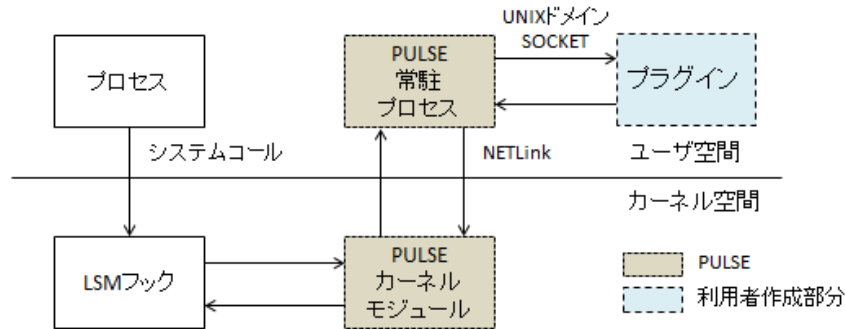 UNIXドメイン
SOCKET
プロセス
PULSE
常駐
プロセス
プラグイン
システムコール
NETLink
ユーザ空間
カーネル空間
LSMフック
PULSE
カーネル
モジュール
PULSE
利用者作成部分